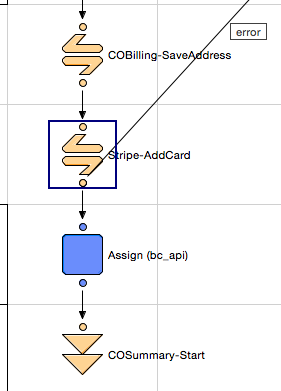 error
COBilling-SaveAddress
Stripe-AddCard
Assign (bc_api)
COSummary-Start